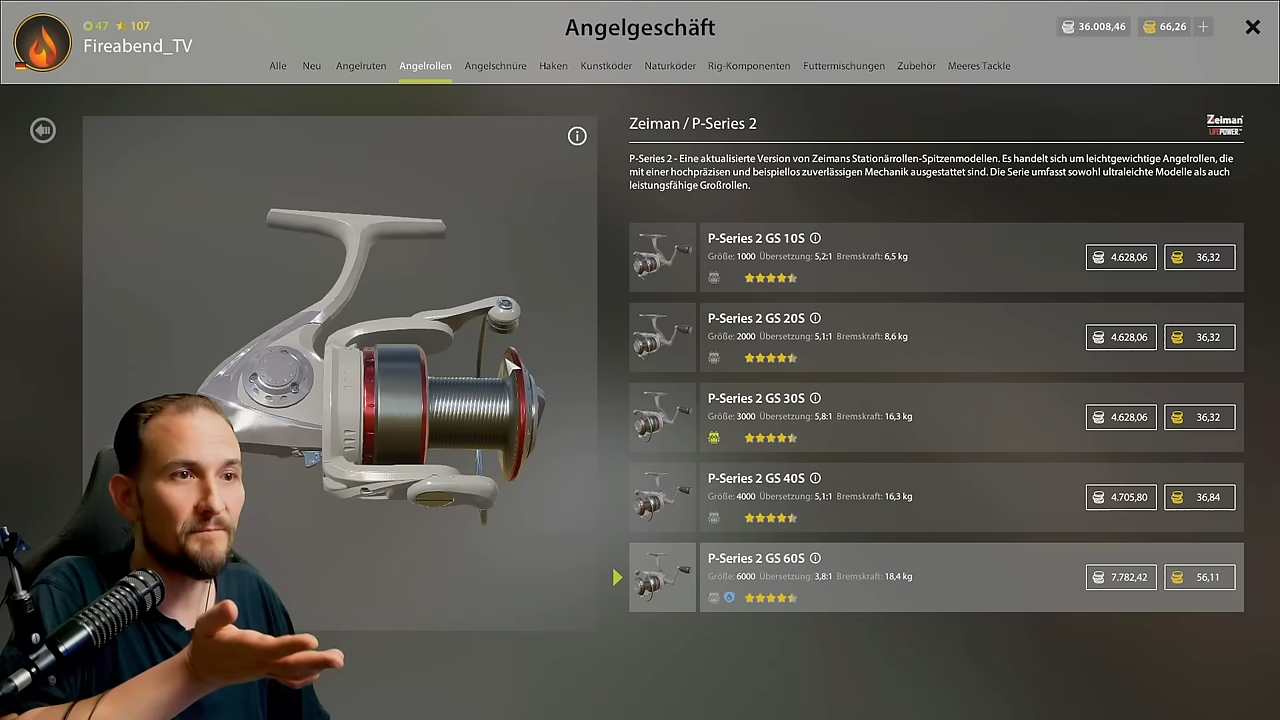 47 107
Fireabend_TV
Angelgeschäft
36.008,46 66,26 +
Alle Neu Angelruten Angelrollen Angelschnüre Haken Kunstköder Naturköder Rig-Komponenten Futtermischungen Zubehör Meeres Tackle
Zeiman / P-Series 2
Zeiman
LIFEPOWER
P-Series 2 - Eine aktualisierte Version von Zeimans Stationärrollen-Spitzenmodellen. Es handelt sich um leichtgewichtige Angelrollen, die
mit einer hochpräzisen und beispiellos zuverlässigen Mechanik ausgestattet sind. Die Serie umfasst sowohl ultraleichte Modelle als auch
leistungsfähige Großrollen.
P-Series 2 GS 10S
Größe: 1000 Übersetzung: 5,2:1 Bremskraft: 6,5 kg
4.628,06 36,32
P-Series 2 GS 20S
Größe: 2000 Übersetzung: 5,1:1 Bremskraft: 8,6 kg
4.628,06 36,32
P-Series 2 GS 30S
Größe: 3000 Übersetzung: 5,8:1 Bremskraft: 16,3 kg
4.628,06 36,32
P-Series 2 GS 40S
Größe: 4000 Übersetzung: 5,1:1 Bremskraft: 16,3 kg
4.705,80 36,84
P-Series 2 GS 60S
Größe: 6000 Übersetzung: 3,8:1 Bremskraft: 18,4 kg
7.782,42 56,11